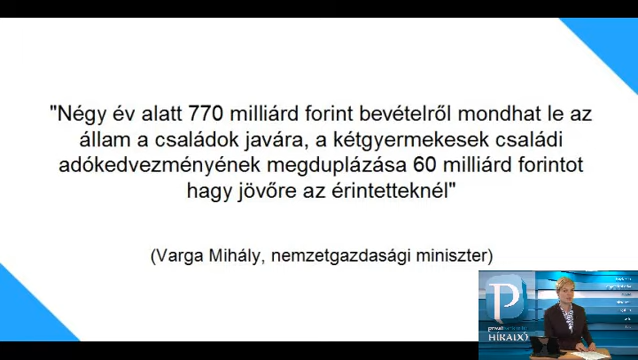 "Négy év alatt 770 milliárd forint bevételről mondhat le az
állam a családok javára, a kétgyermekesek családi
adókedvezményének megduplázása 60 milliárd forintot
hagy jövőre az érintetteknél"
(Varga Mihály, nemzetgazdasági miniszter)
P
HÍRADÓ